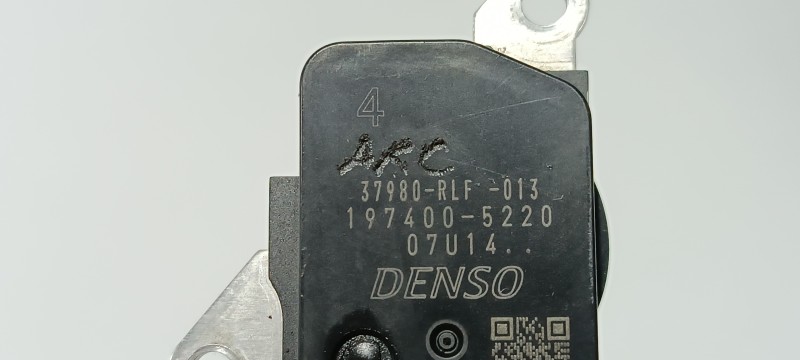 4
ARC
37980-RLF -013
197400-5220
07U14..
DENSO